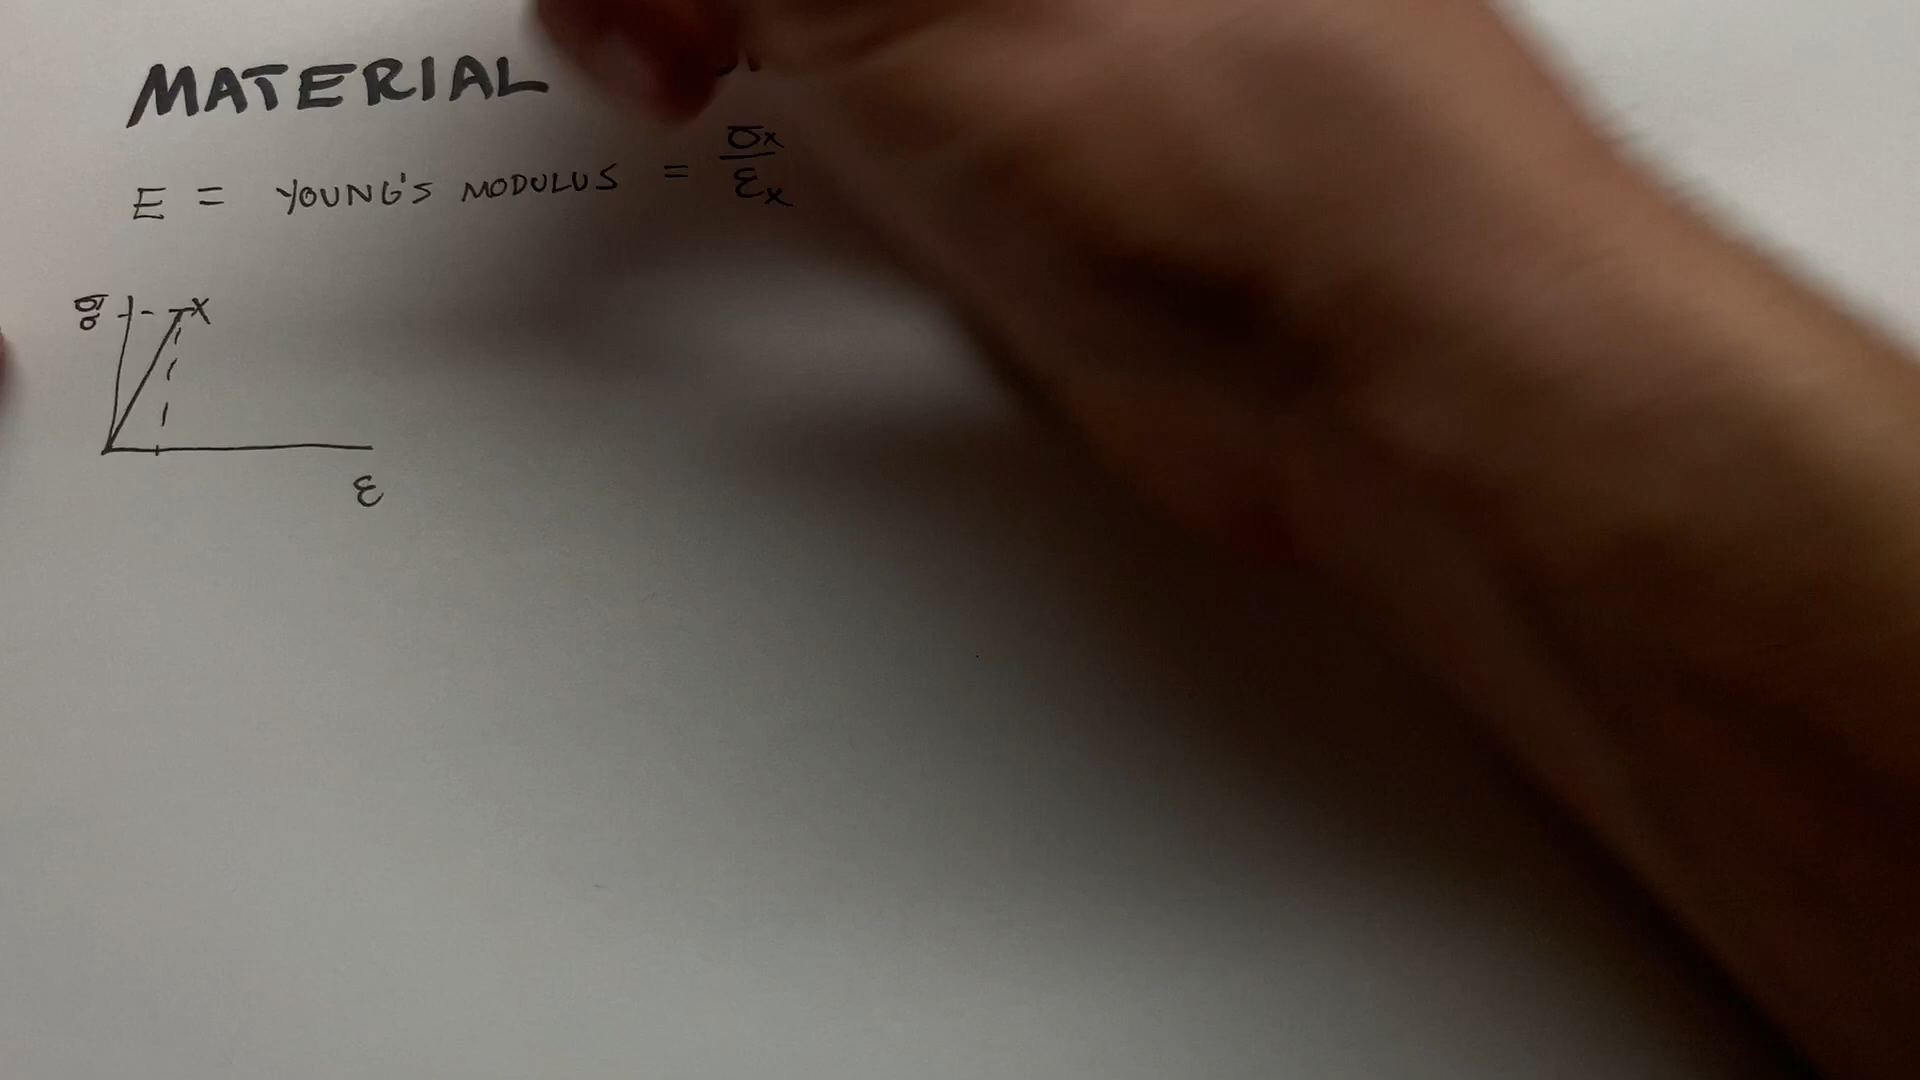 MATERIAL
E = YOUNG'S MODULUS = σx / εx
σ
x
ε